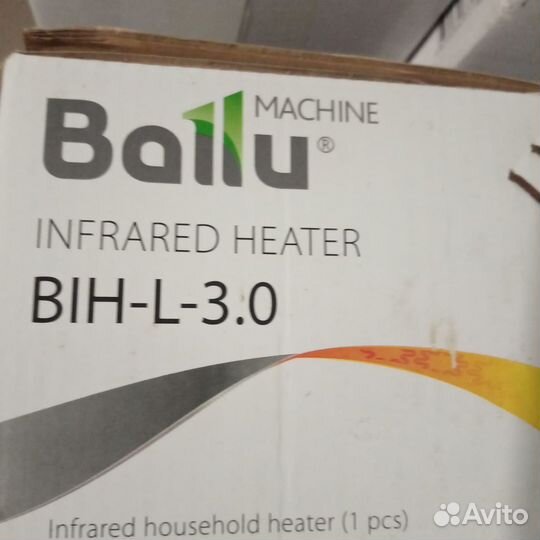 Ballu® MACHINE
INFRARED HEATER
BIH-L-3.0
Infrared household heater (1 pcs)
Avito